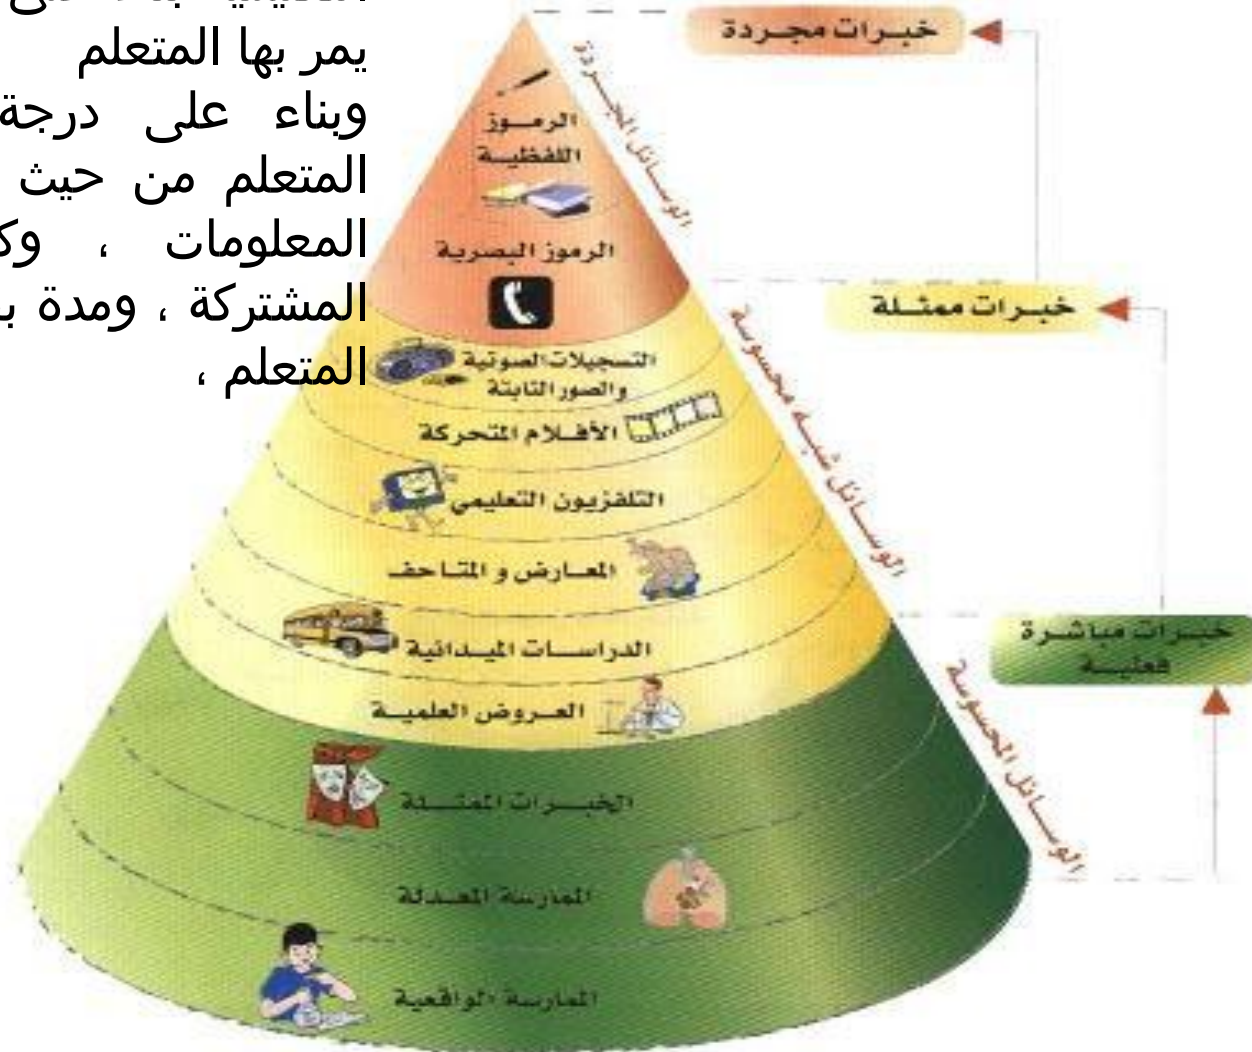 يمر بها المتعلم
وبناء على درجة
المتعلم من حيث
المعلومات ،
المشتركة ، ومدة
المتعلم ،
خبرات مجردة
الوسائل المجردة
الرموز
اللفظية
الرموز البصرية
خبرات ممثلة
الوسائل شبه محسوسة
التسجيلات الصوتية
والصور الثابتة
الأفلام المتحركة
التلفزيون التعليمي
المعارض و المتاحف
الدراسات الميدانية
العروض العلمية
خبرات مباشرة
فعلية
الوسائل المحسوسة
الخبرات الممثلة
الممارسة المعدلة
الممارسة الواقعية